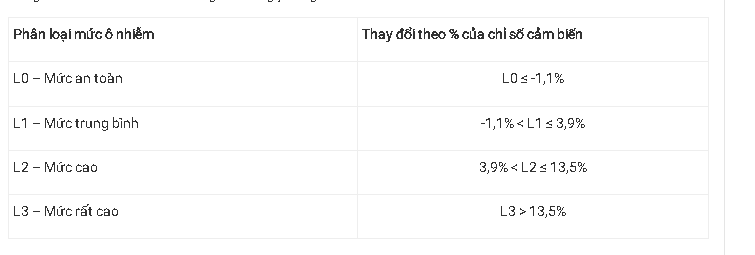 Phân loại mức ô nhiễm
Thay đổi theo % của chỉ số cảm biến
L0 – Mức an toàn
L0 ≤ -1,1%
L1 – Mức trung bình
-1,1% < L1 ≤ 3,9%
L2 – Mức cao
3,9% < L2 ≤ 13,5%
L3 – Mức rất cao
L3 > 13,5%